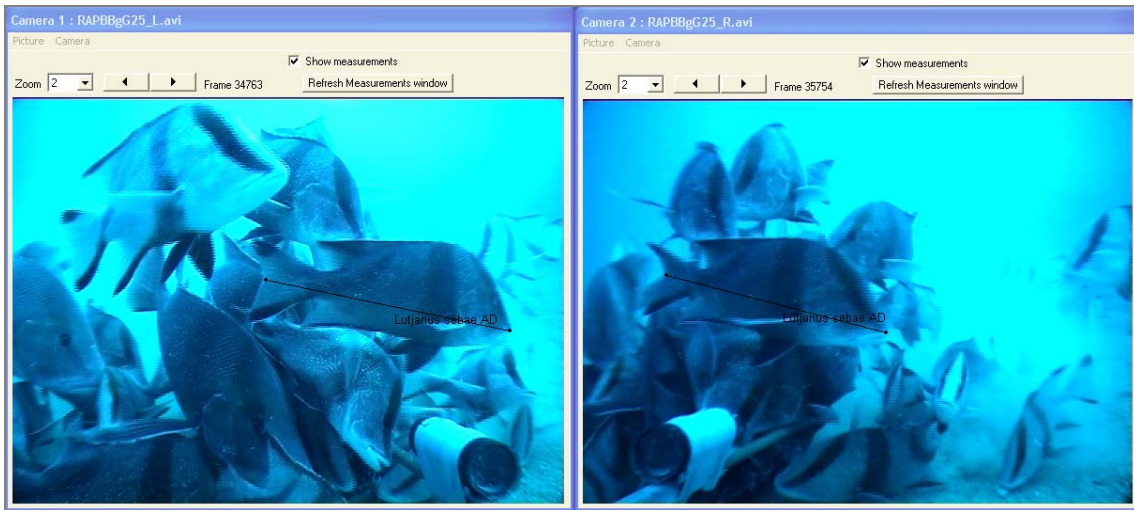 Camera 1 : RAPBBgG25_L.avi
Picture Camera
Show measurements
Zoom 2 Frame 34763 Refresh Measurements window
Lutjanus sebae AD
Camera 2 : RAPBBgG25_R.avi
Picture Camera
Show measurements
Zoom 2 Frame 35754 Refresh Measurements window
Lutjanus sebae AD